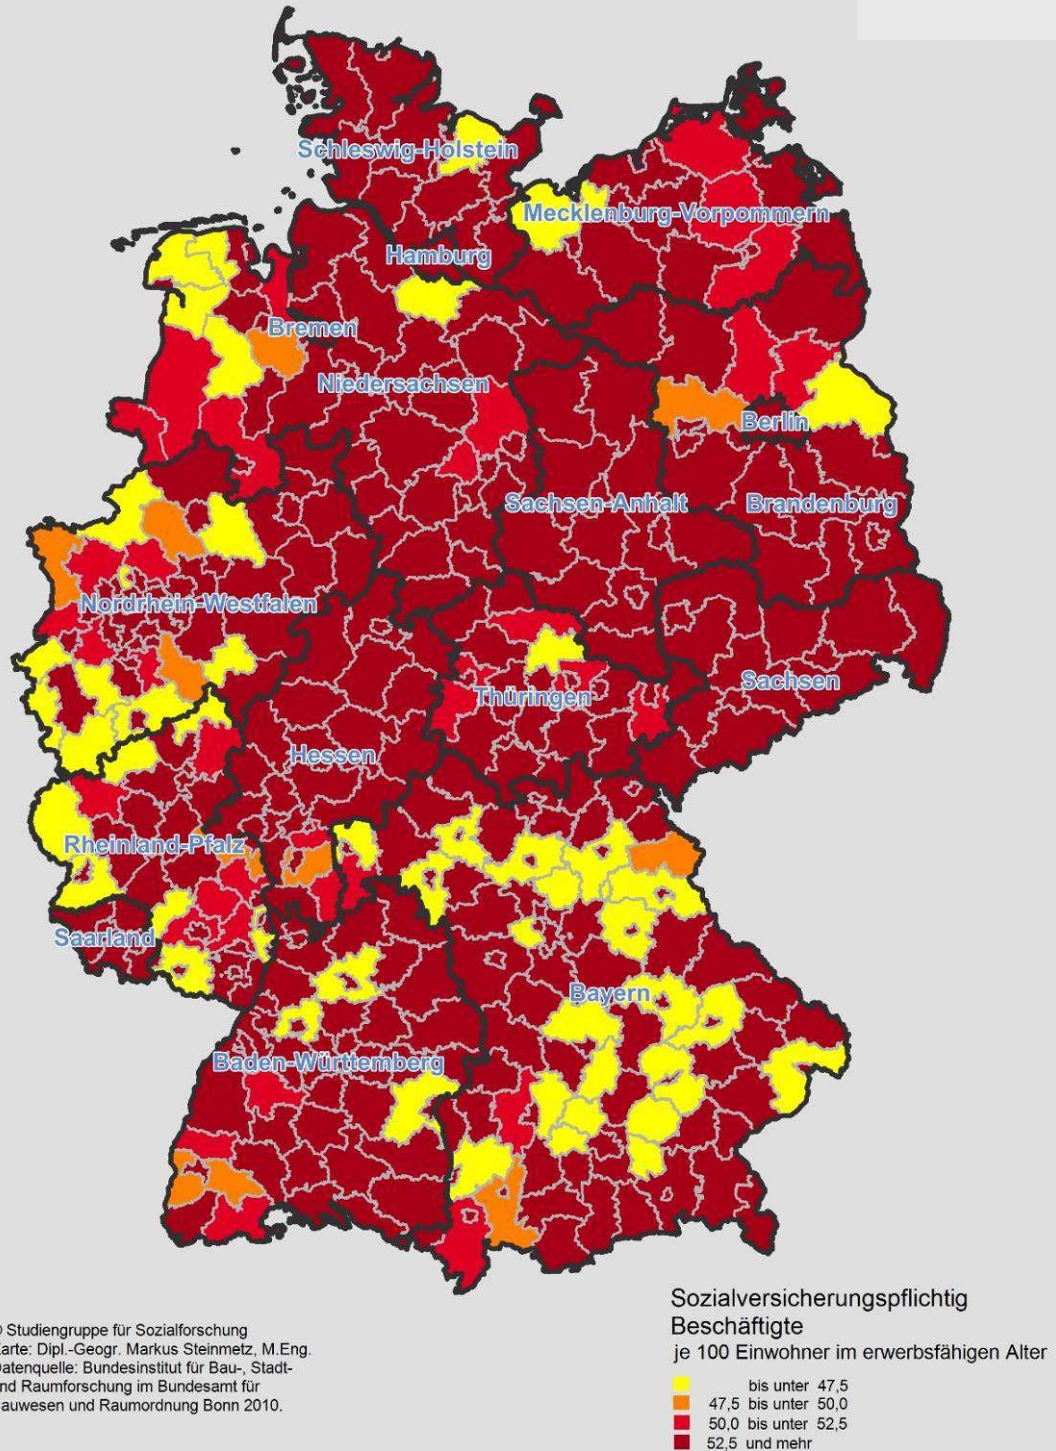 Schleswig-Holstein
Mecklenburg-Vorpommern
Hamburg
Bremen
Niedersachsen
Berlin
Sachsen-Anhalt
Brandenburg
Nordrhein-Westfalen
Sachsen
Thüringen
Hessen
Rheinland-Pfalz
Saarland
Bayern
Baden-Württemberg
Sozialversicherungspflichtig
Beschäftigte
je 100 Einwohner im erwerbsfähigen Alter
bis unter 47,5
47,5 bis unter 50,0
50,0 bis unter 52,5
52,5 und mehr
© Studiengruppe für Sozialforschung
Karte: Dipl.-Geogr. Markus Steinmetz, M.Eng.
Datenquelle: Bundesinstitut für Bau-, Stadt-
und Raumforschung im Bundesamt für
Bauwesen und Raumordnung Bonn 2010.